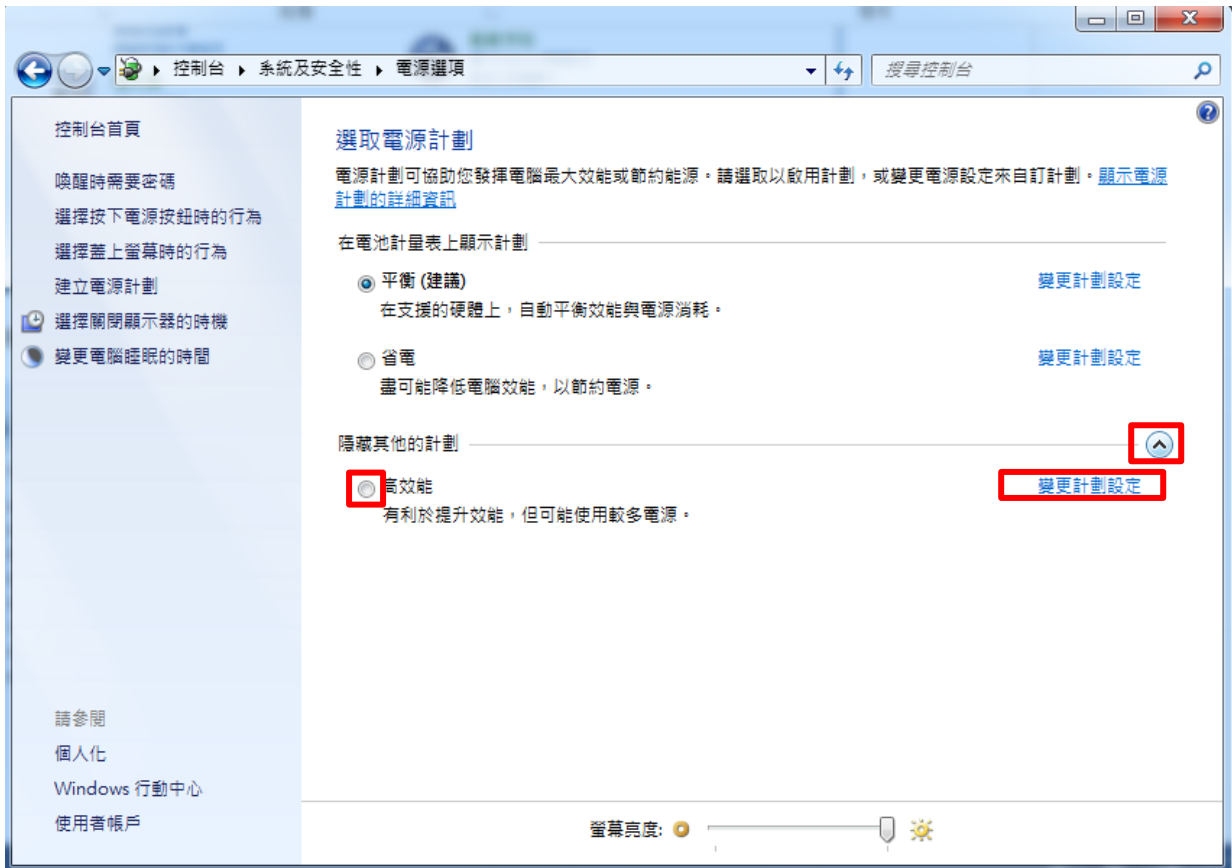 控制台 ▸ 系統及安全性 ▸ 電源選項
搜尋控制台
控制台首頁
喚醒時需要密碼
選擇按下電源按鈕時的行為
選擇蓋上螢幕時的行為
建立電源計劃
選擇關閉顯示器的時機
變更電腦睡眠的時間
請參閱
個人化
Windows 行動中心
使用者帳戶
選取電源計劃
電源計劃可協助您發揮電腦最大效能或節約能源。請選取以啟用計劃，或變更電源設定來自訂計劃。顯示電源
計劃的詳細資訊
在電池計量表上顯示計劃
平衡 (建議) 變更計劃設定
在支援的硬體上，自動平衡效能與電源消耗。
省電 變更計劃設定
盡可能降低電腦效能，以節約電源。
隱藏其他的計劃
高效能 變更計劃設定
有利於提升效能，但可能使用較多電源。
螢幕亮度: